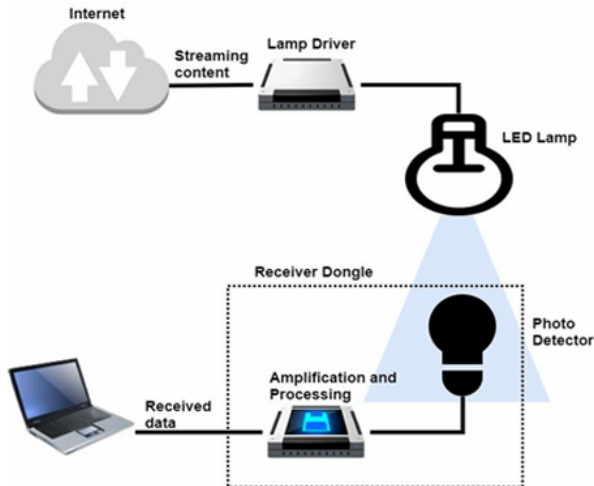 Internet
Lamp Driver
Streaming
content
LED Lamp
Receiver Dongle
Photo
Detector
Amplification and
Processing
Received
data